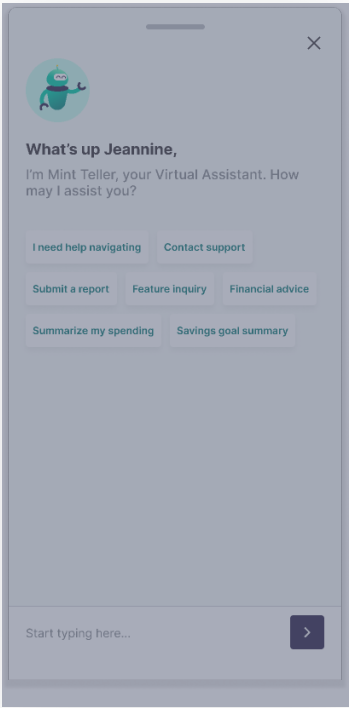 What's up Jeannine,
I'm Mint Teller, your Virtual Assistant. How
may I assist you?
I need help navigating
Contact support
Submit a report
Feature inquiry
Financial advice
Summarize my spending
Savings goal summary
Start typing here...